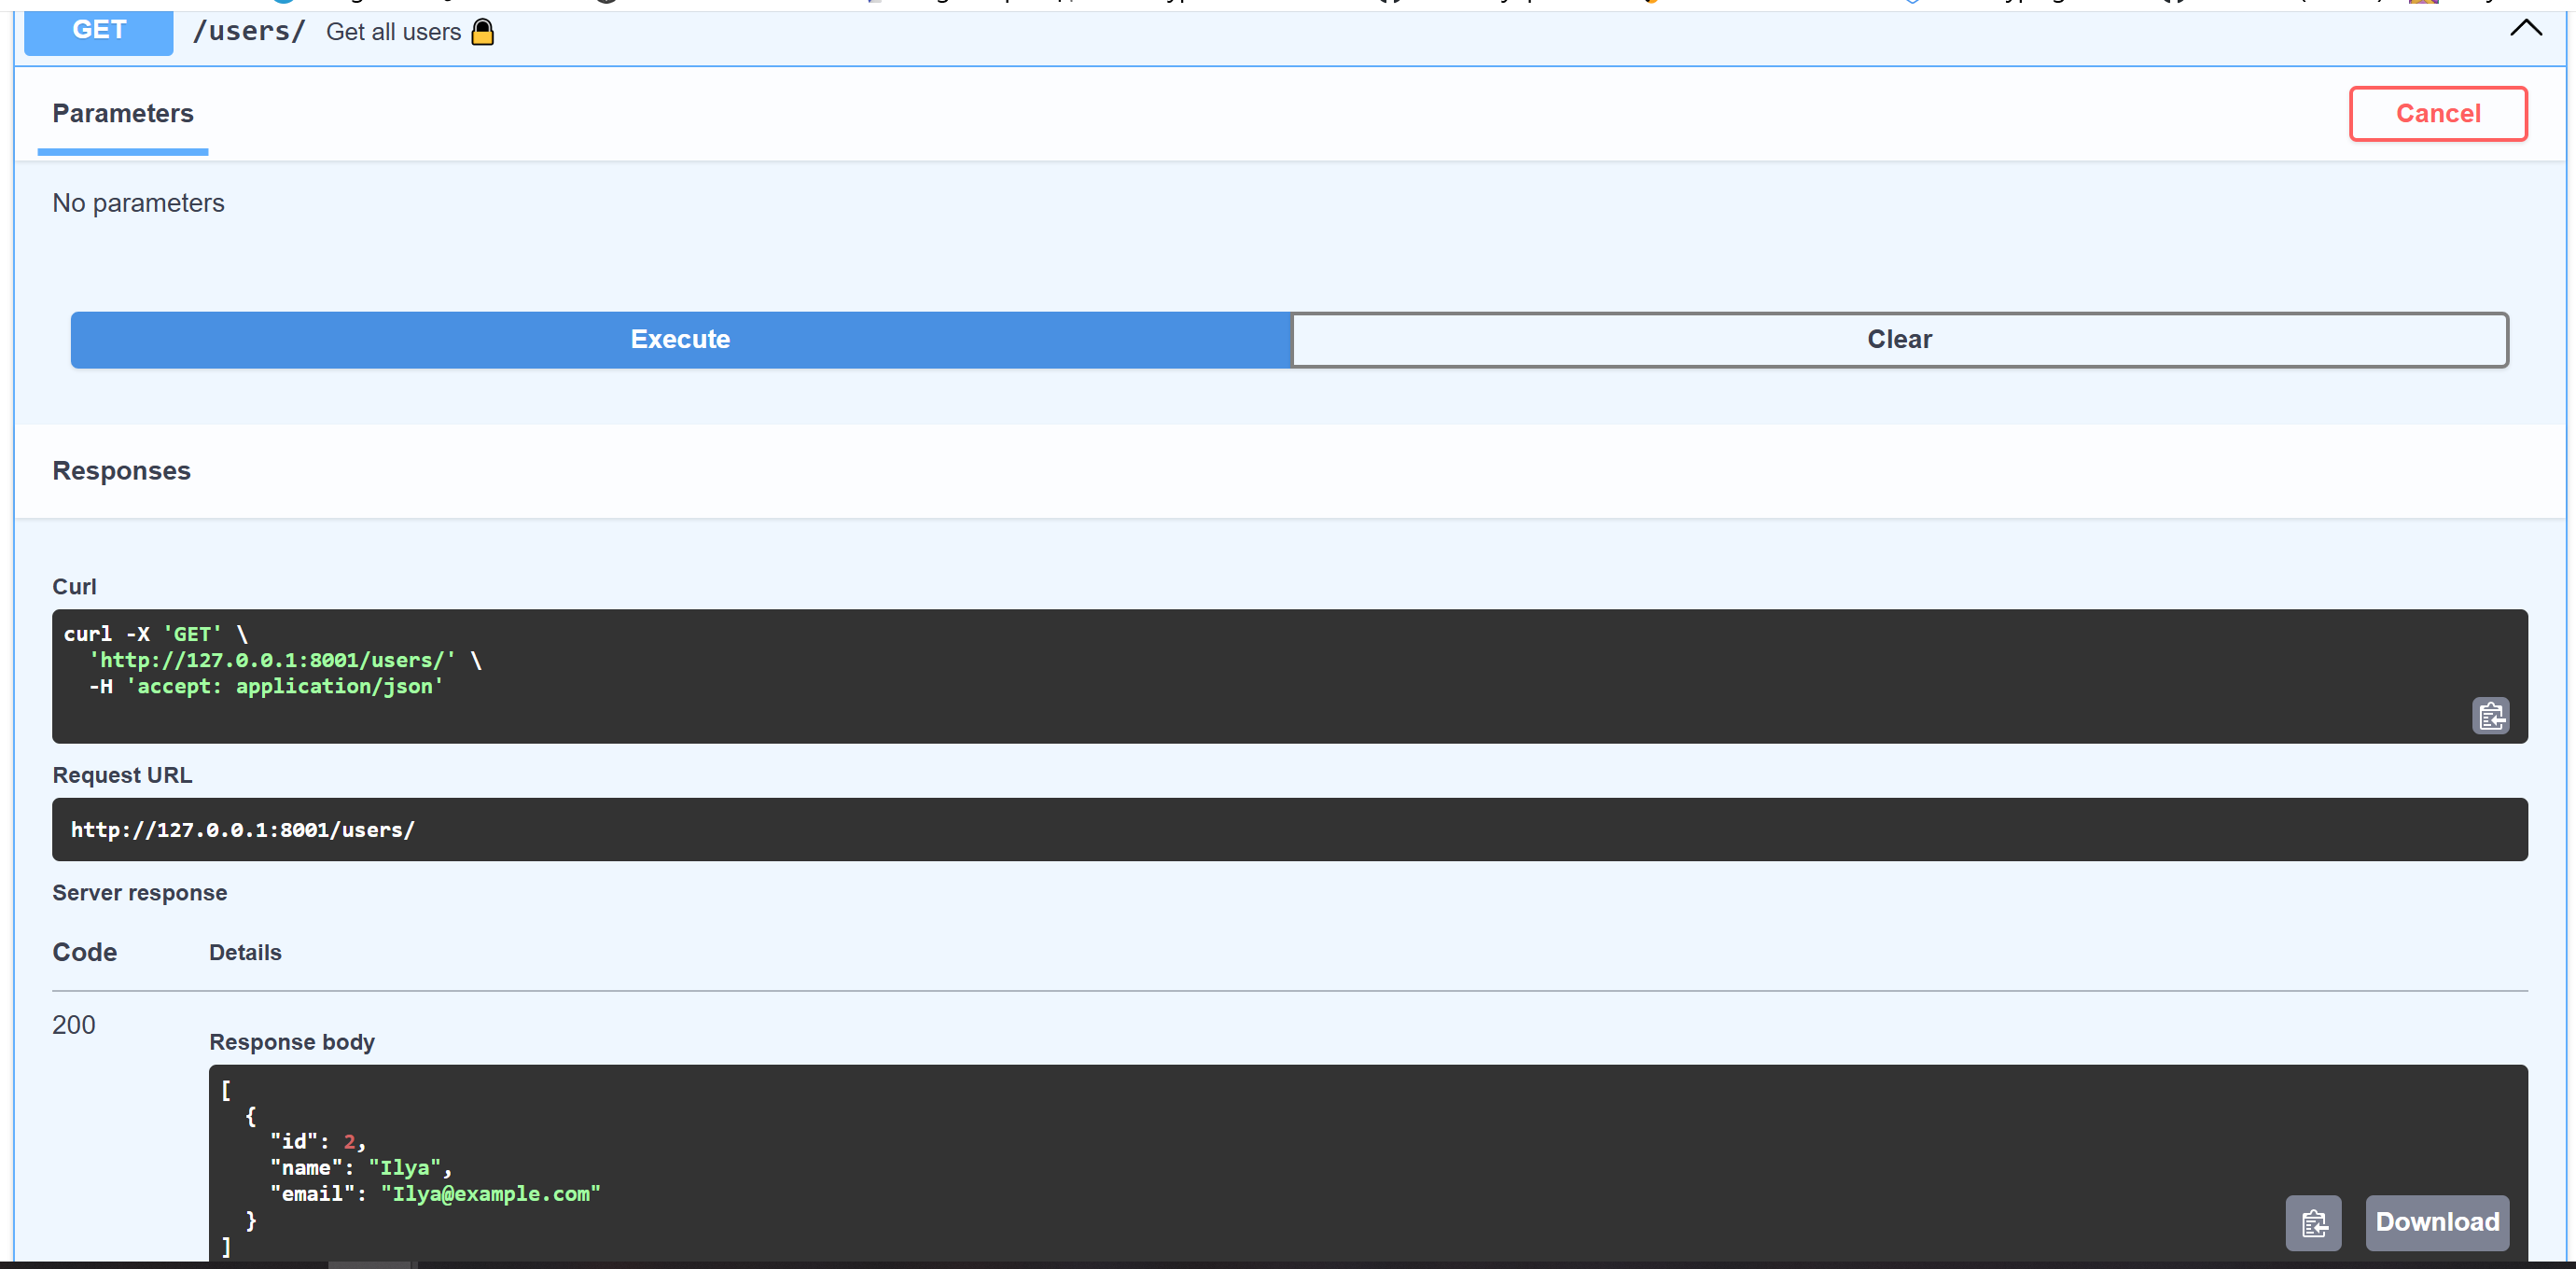 GET /users/ Get all users
Parameters
Cancel
No parameters
Execute
Clear
Responses
Curl
curl -X 'GET' \
'http://127.0.0.1:8001/users/' \
-H 'accept: application/json'
Request URL
http://127.0.0.1:8001/users/
Server response
Code Details
200
Response body
[
{
"id": 2,
"name": "Ilya",
"email": "Ilya@example.com"
}
]
Download